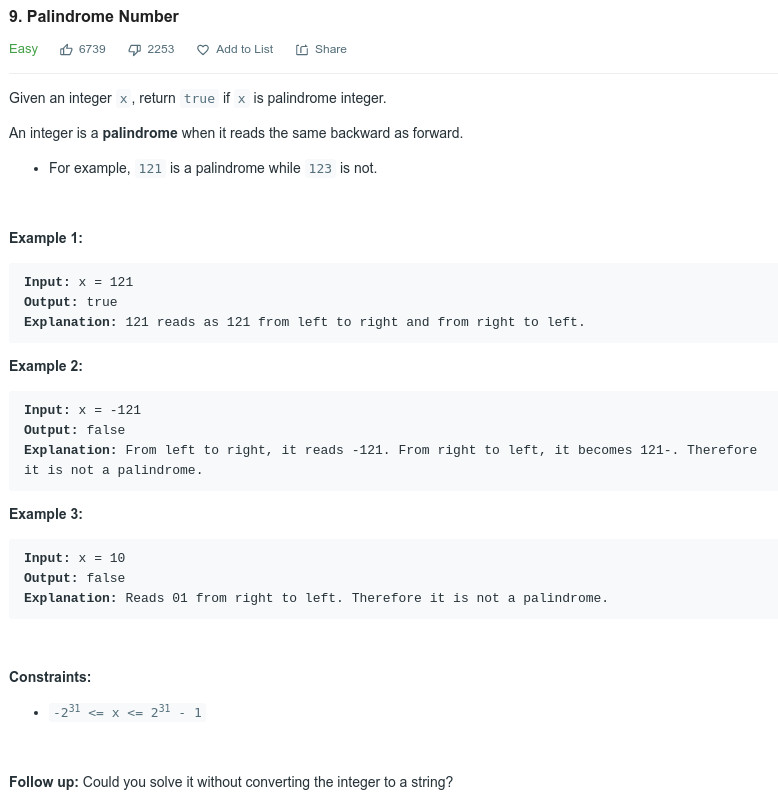 9. Palindrome Number
Easy 6739 2253 Add to List Share
Given an integer x, return true if x is palindrome integer.
An integer is a palindrome when it reads the same backward as forward.
• For example, 121 is a palindrome while 123 is not.
Example 1:
Input: x = 121
Output: true
Explanation: 121 reads as 121 from left to right and from right to left.
Example 2:
Input: x = -121
Output: false
Explanation: From left to right, it reads -121. From right to left, it becomes 121-. Therefore
it is not a palindrome.
Example 3:
Input: x = 10
Output: false
Explanation: Reads 01 from right to left. Therefore it is not a palindrome.
Constraints:
• -2³¹ <= x <= 2³¹ - 1
Follow up: Could you solve it without converting the integer to a string?